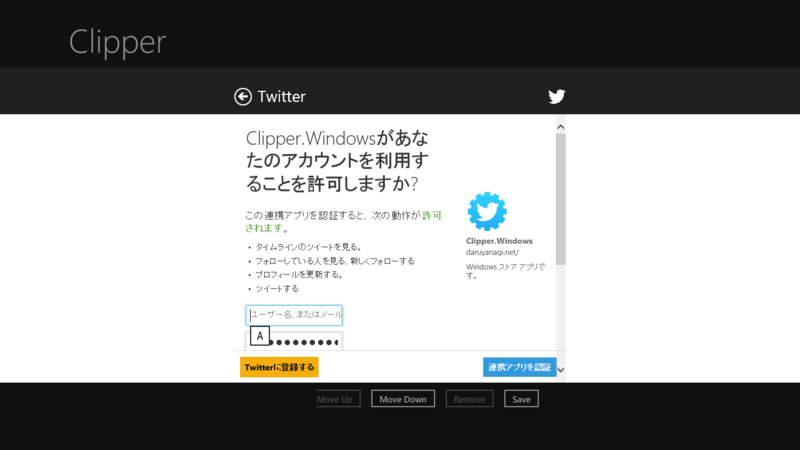 Clipper
Twitter
Clipper.Windowsがあな
たのアカウントを利用す
ることを許可しますか?
この連携アプリを認証すると、次の動作が許可
されます。
• タイムラインのツイートを見る。
• フォローしている人を見る、新しくフォローする
• プロフィールを更新する。
• ツイートする
ユーザー名、またはメール
A
Clipper.Windows
daruyanagi.net/
Windows ストア アプリで
す。
Twitterに登録する
連携アプリを認証
Move Up
Move Down
Remove
Save